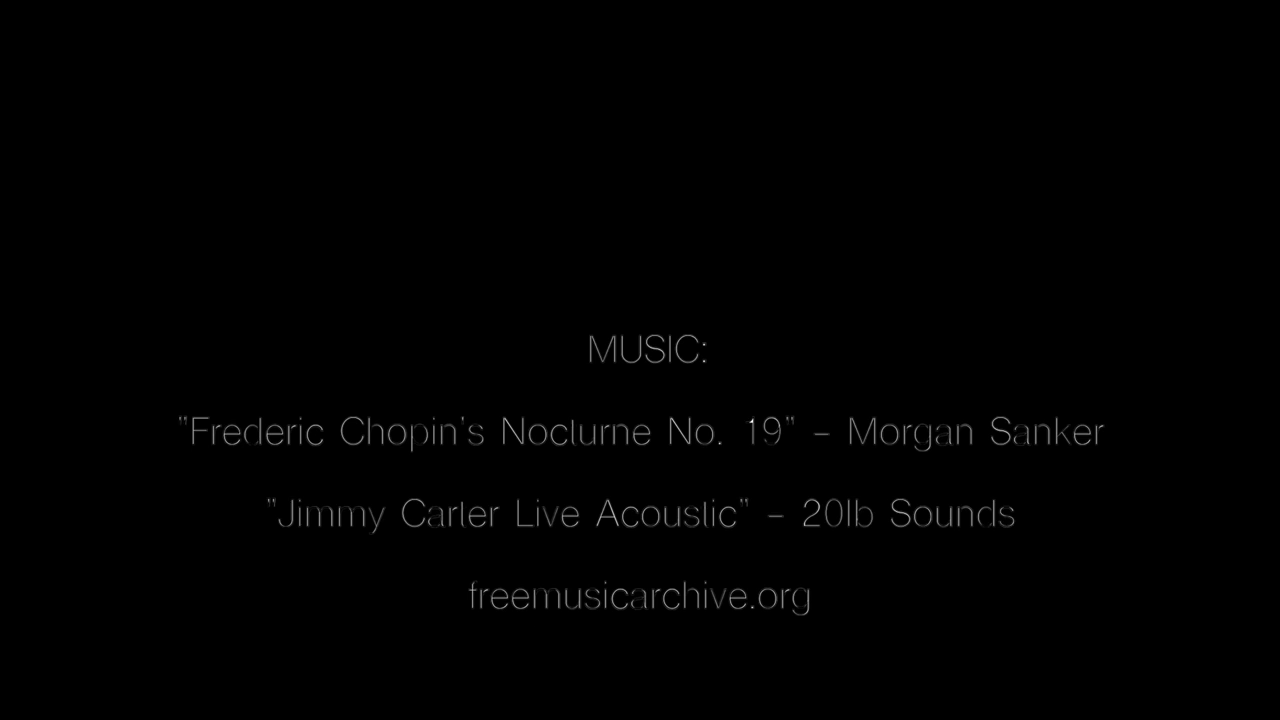 MUSIC:
"Frederic Chopin's Nocturne No. 19" – Morgan Sanker
"Jimmy Carter Live Acoustic" – 20lb Sounds
freemusicarchive.org